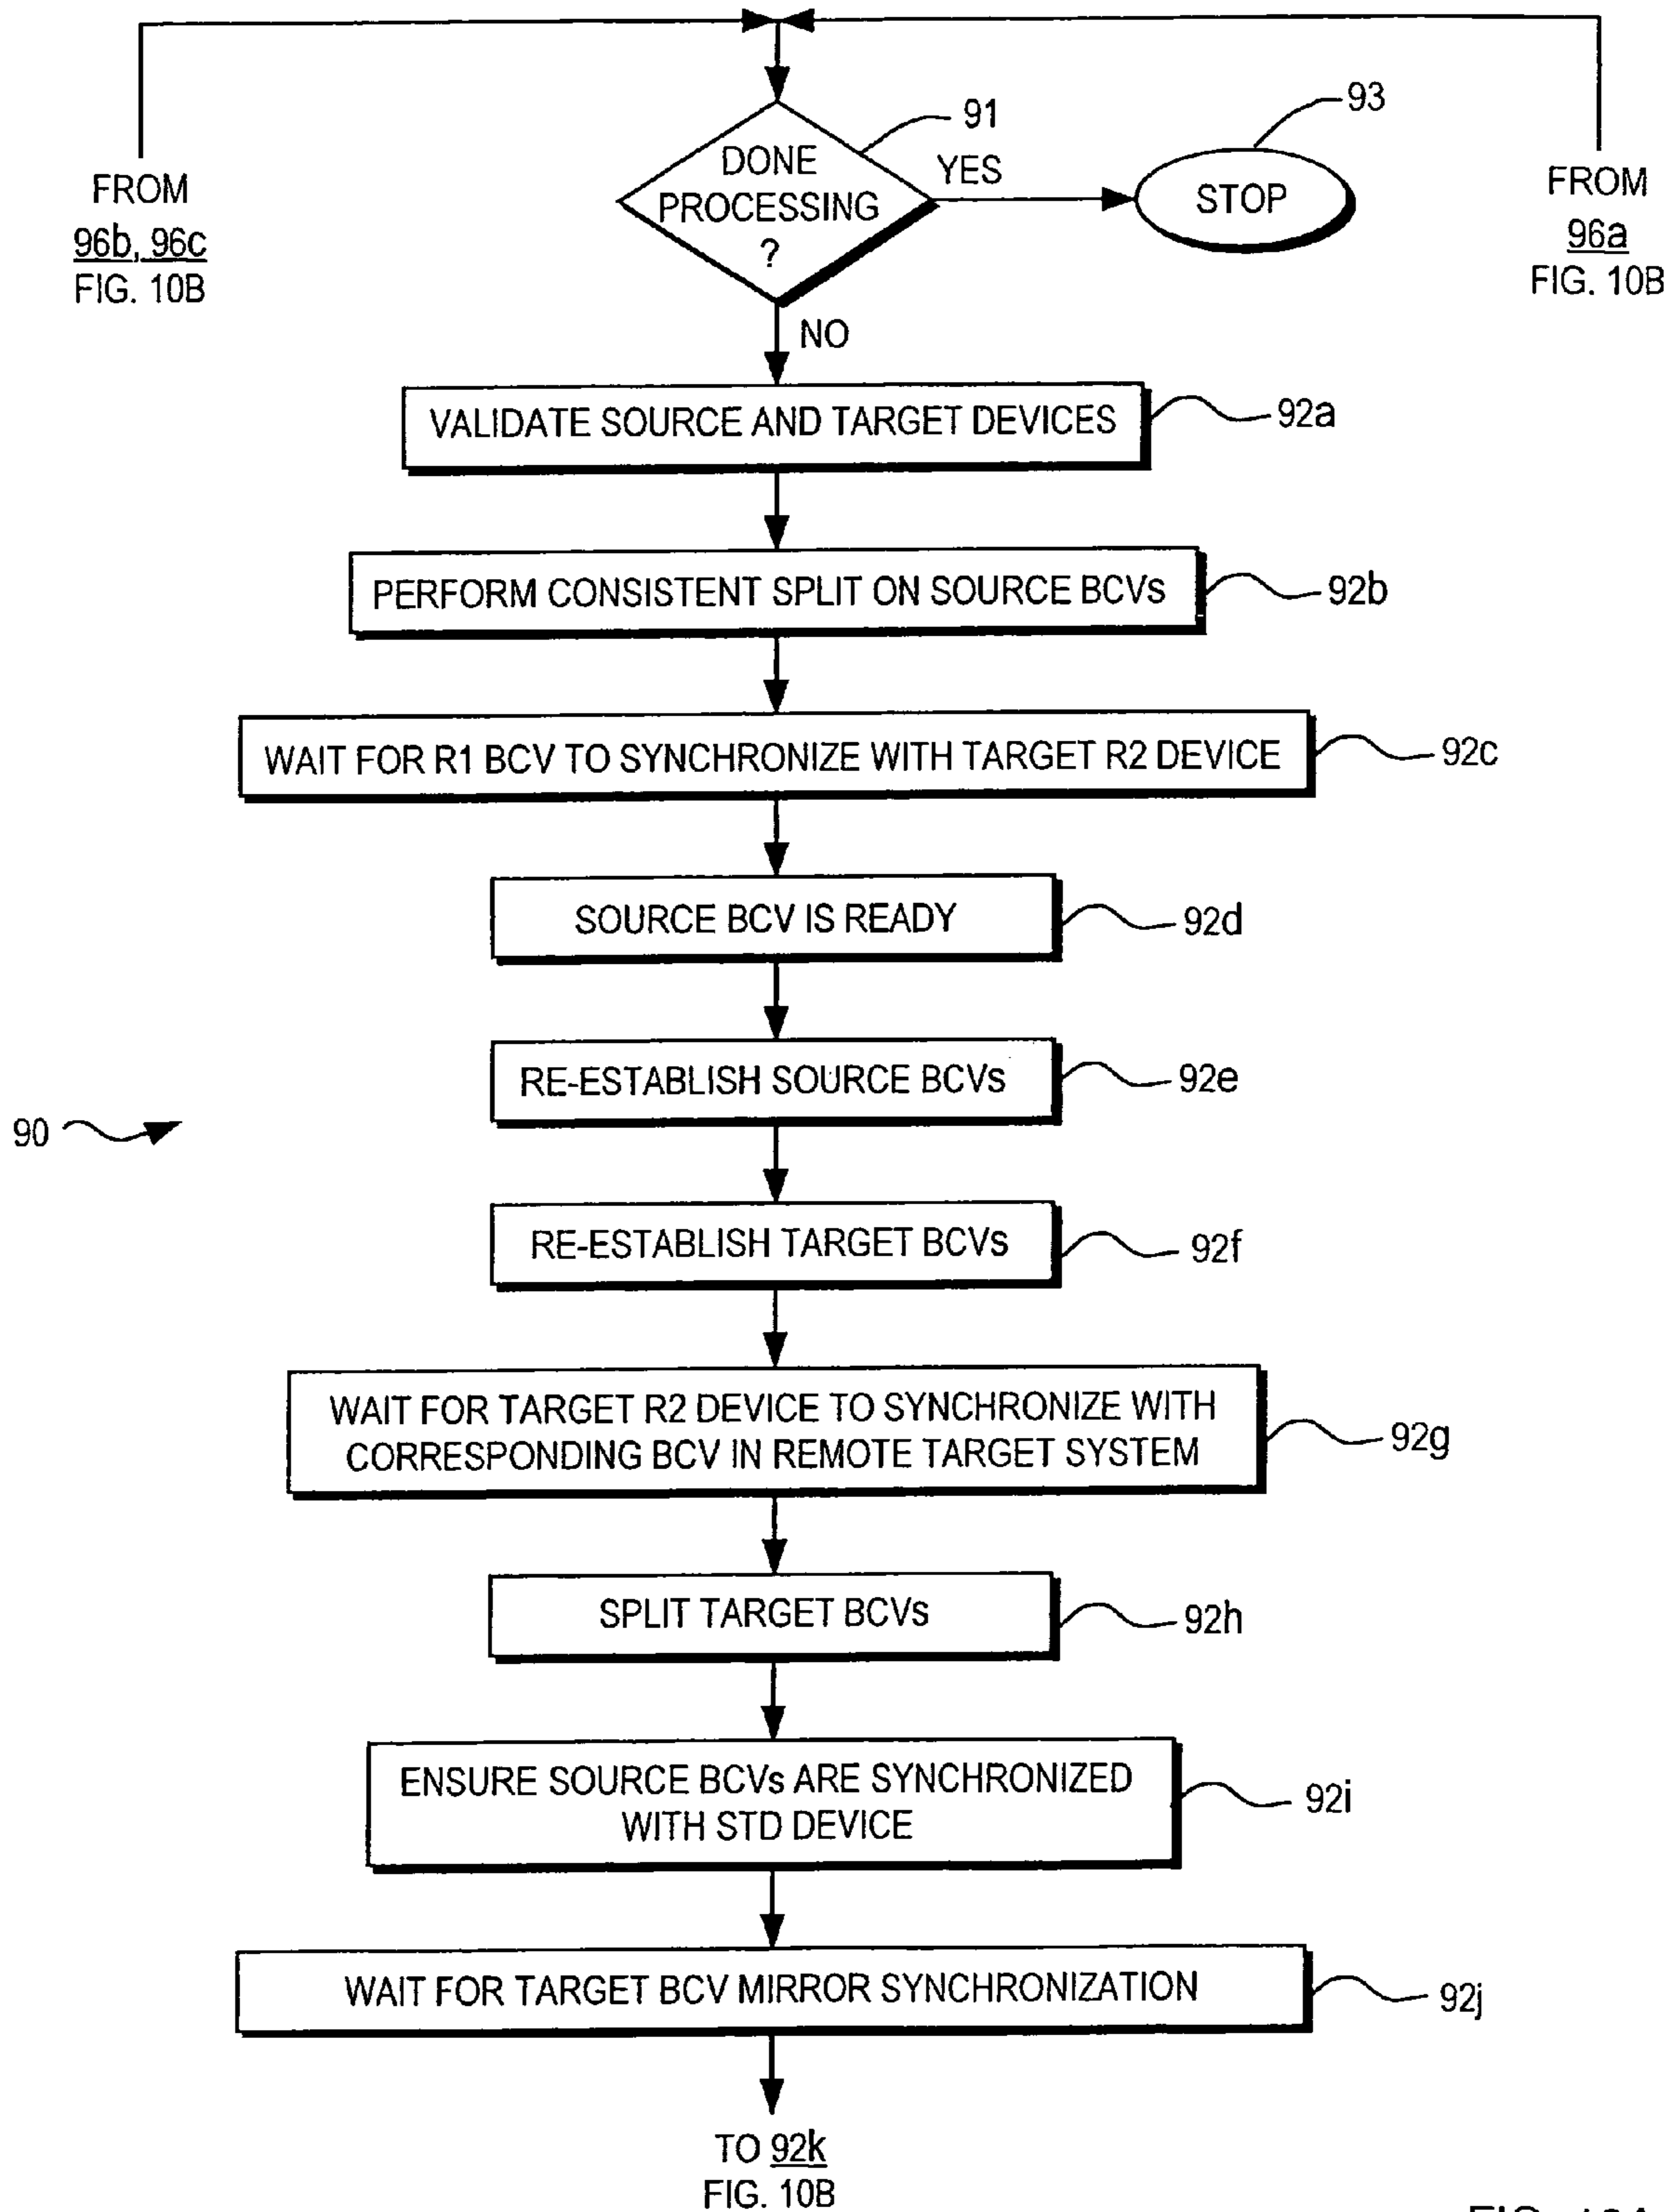 91
93
DONE
PROCESSING
?
YES
STOP
FROM
96b, 96c
FIG. 10B
FROM
96a
FIG. 10B
NO
VALIDATE SOURCE AND TARGET DEVICES
92a
PERFORM CONSISTENT SPLIT ON SOURCE BCVs
92b
WAIT FOR R1 BCV TO SYNCHRONIZE WITH TARGET R2 DEVICE
92c
SOURCE BCV IS READY
92d
RE-ESTABLISH SOURCE BCVs
92e
90
RE-ESTABLISH TARGET BCVs
92f
WAIT FOR TARGET R2 DEVICE TO SYNCHRONIZE WITH
CORRESPONDING BCV IN REMOTE TARGET SYSTEM
92g
SPLIT TARGET BCVs
92h
ENSURE SOURCE BCVs ARE SYNCHRONIZED
WITH STD DEVICE
92i
WAIT FOR TARGET BCV MIRROR SYNCHRONIZATION
92j
TO 92k
FIG. 10B